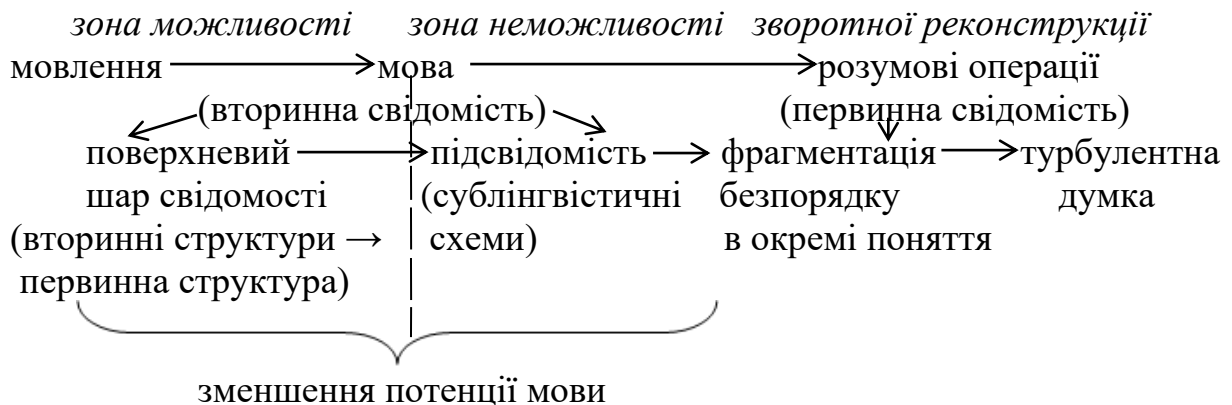 зона можливості зона неможливості зворотної реконструкції
мовлення мова розумові операції
(вторинна свідомість) (первинна свідомість)
поверхневий підсвідомість фрагментація турбулентна
шар свідомості (сублінгвістичні безпорядку думка
(вторинні структури → схеми) в окремі поняття
первинна структура)
зменшення потенції мови